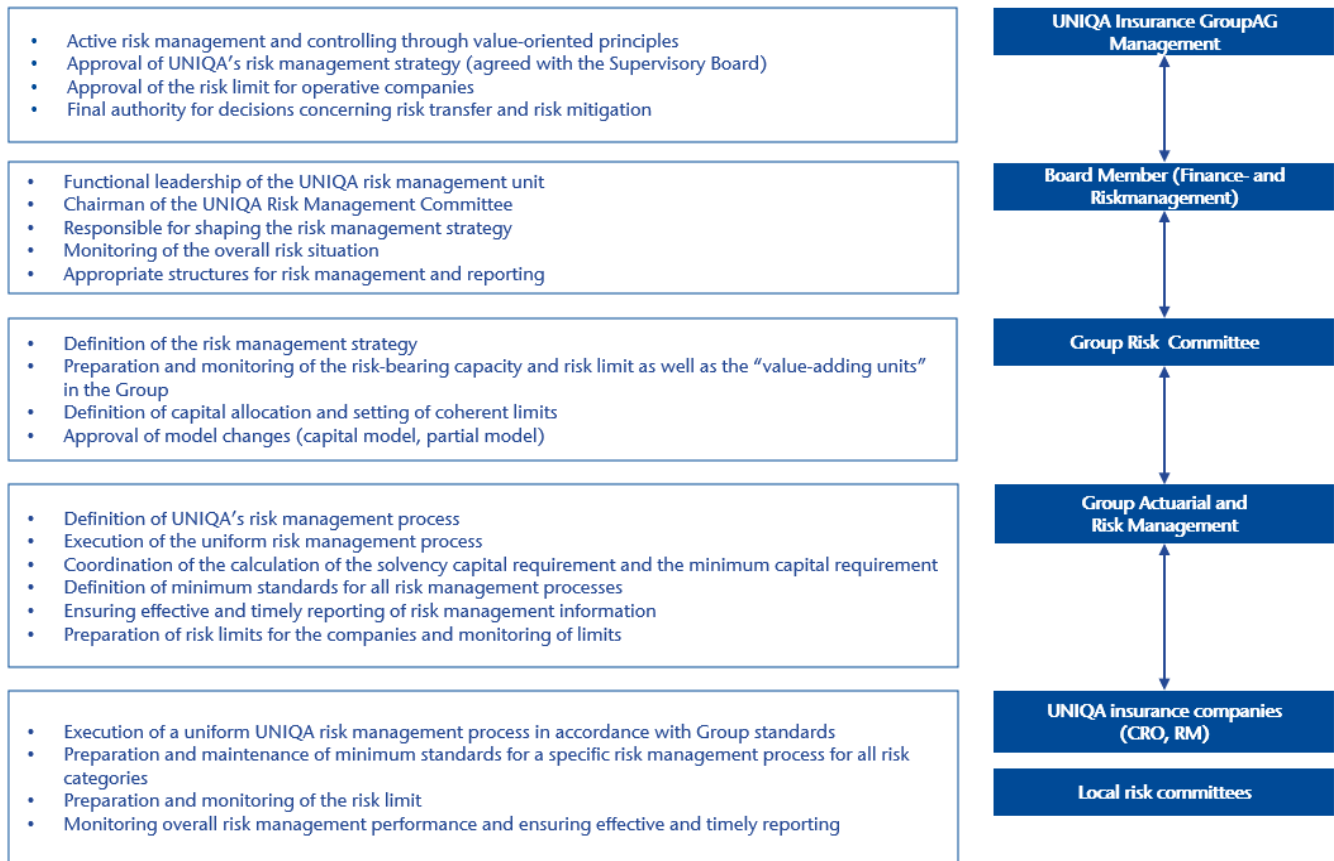 • Active risk management and controlling through value-oriented principles
• Approval of UNIQA's risk management strategy (agreed with the Supervisory Board)
• Approval of the risk limit for operative companies
• Final authority for decisions concerning risk transfer and risk mitigation
UNIQA Insurance GroupAG
Management
• Functional leadership of the UNIQA risk management unit
• Chairman of the UNIQA Risk Management Committee
• Responsible for shaping the risk management strategy
• Monitoring of the overall risk situation
• Appropriate structures for risk management and reporting
Board Member (Finance- and
Riskmanagement)
• Definition of the risk management strategy
• Preparation and monitoring of the risk-bearing capacity and risk limit as well as the "value-adding units"
in the Group
• Definition of capital allocation and setting of coherent limits
• Approval of model changes (capital model, partial model)
Group Risk Committee
• Definition of UNIQA's risk management process
• Execution of the uniform risk management process
• Coordination of the calculation of the solvency capital requirement and the minimum capital requirement
• Definition of minimum standards for all risk management processes
• Ensuring effective and timely reporting of risk management information
• Preparation of risk limits for the companies and monitoring of limits
Group Actuarial and
Risk Management
• Execution of a uniform UNIQA risk management process in accordance with Group standards
• Preparation and maintenance of minimum standards for a specific risk management process for all risk
categories
• Preparation and monitoring of the risk limit
• Monitoring overall risk management performance and ensuring effective and timely reporting
UNIQA insurance companies
(CRO, RM)
Local risk committees